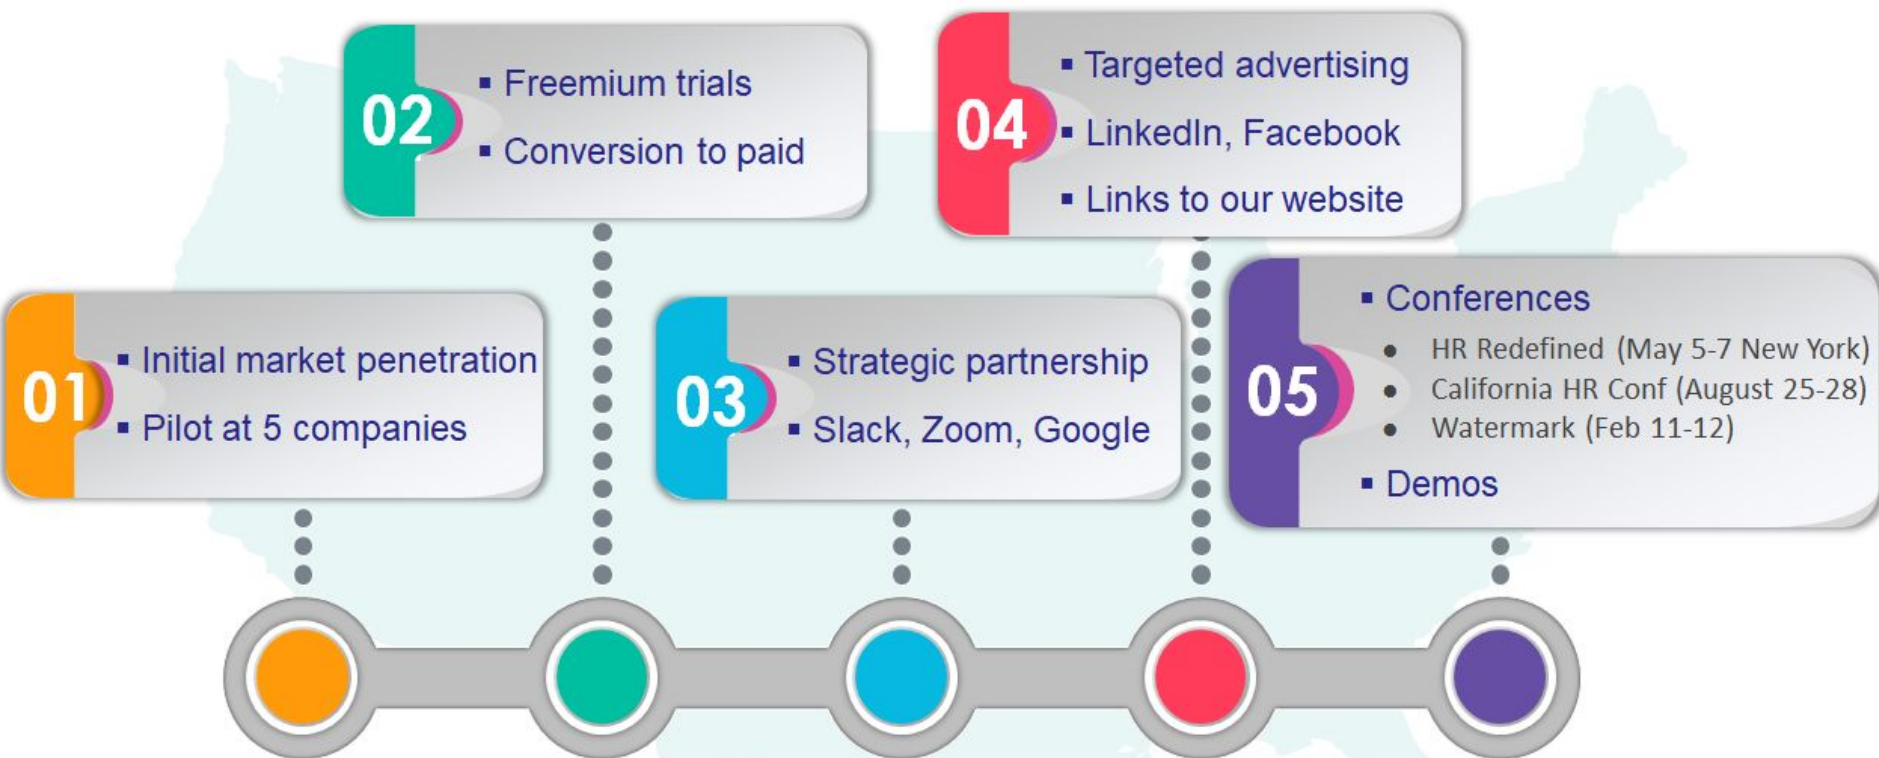 01
▪ Initial market penetration
▪ Pilot at 5 companies
02
▪ Freemium trials
▪ Conversion to paid
03
▪ Strategic partnership
▪ Slack, Zoom, Google
04
▪ Targeted advertising
▪ LinkedIn, Facebook
▪ Links to our website
05
▪ Conferences
● HR Redefined (May 5-7 New York)
● California HR Conf (August 25-28)
● Watermark (Feb 11-12)
▪ Demos